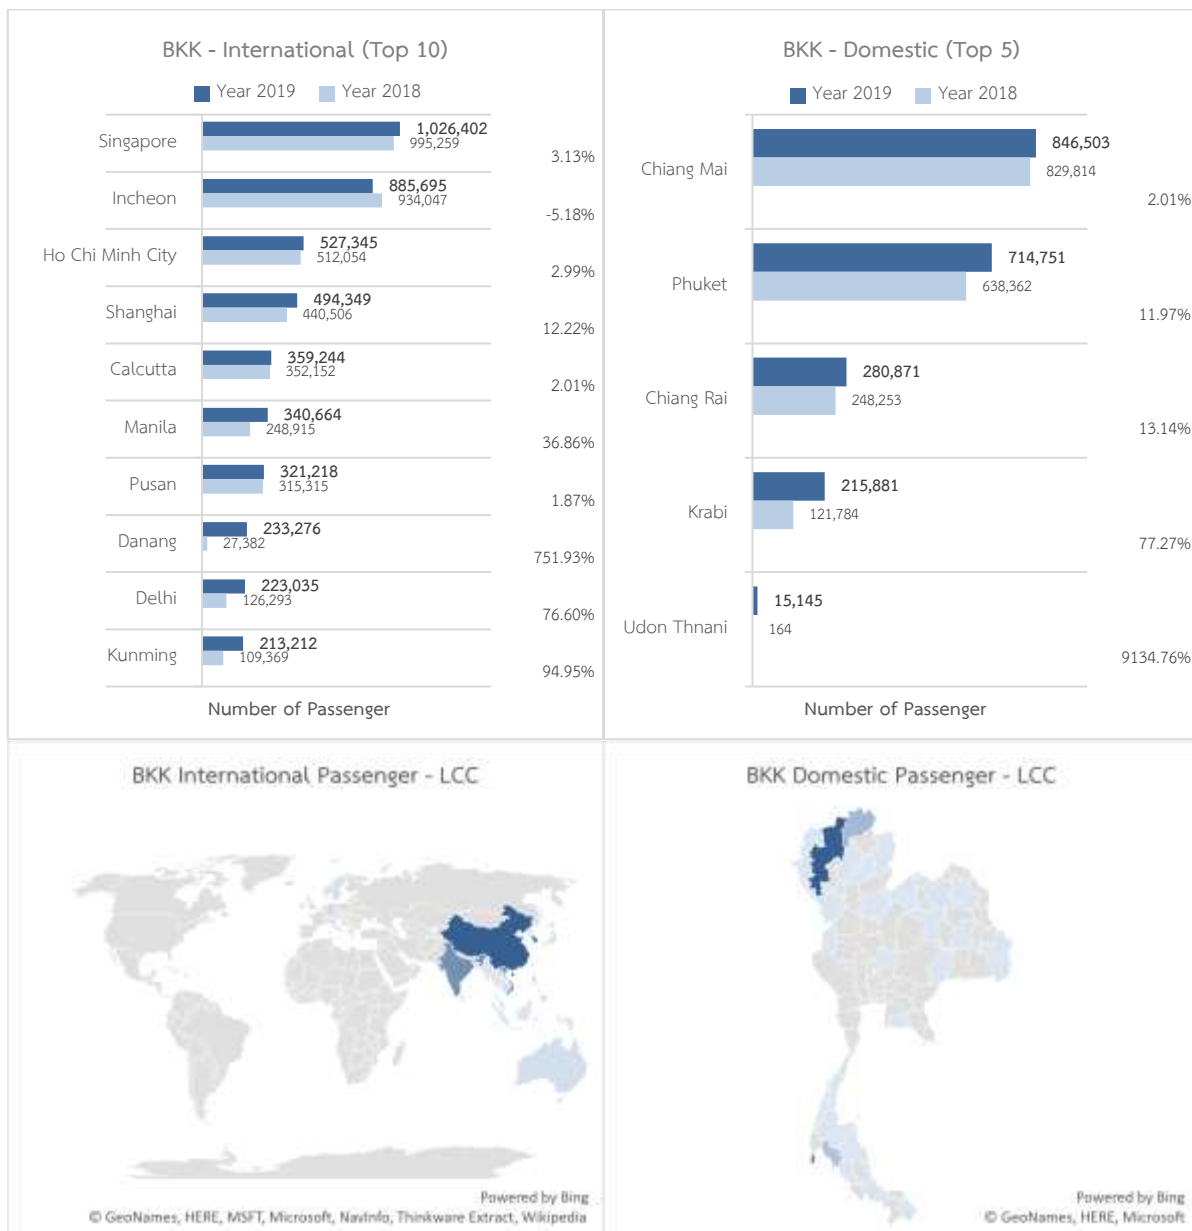 BKK - International (Top 10)
Year 2019 Year 2018
Singapore 1,026,402 995,259 3.13%
Incheon 885,695 934,047 -5.18%
Ho Chi Minh City 527,345 512,054 2.99%
Shanghai 494,349 440,506 12.22%
Calcutta 359,244 352,152 2.01%
Manila 340,664 248,915 36.86%
Pusan 321,218 315,315 1.87%
Danang 233,276 27,382 751.93%
Delhi 223,035 126,293 76.60%
Kunming 213,212 109,369 94.95%
Number of Passenger
BKK - Domestic (Top 5)
Year 2019 Year 2018
Chiang Mai 846,503 829,814 2.01%
Phuket 714,751 638,362 11.97%
Chiang Rai 280,871 248,253 13.14%
Krabi 215,881 121,784 77.27%
Udon Thnani 15,145 164 9134.76%
Number of Passenger
BKK International Passenger - LCC
Powered by Bing
© GeoNames, HERE, MSFT, Microsoft, NavInfo, Thinkware Extract, Wikipedia
BKK Domestic Passenger - LCC
Powered by Bing
© GeoNames, HERE, Microsoft